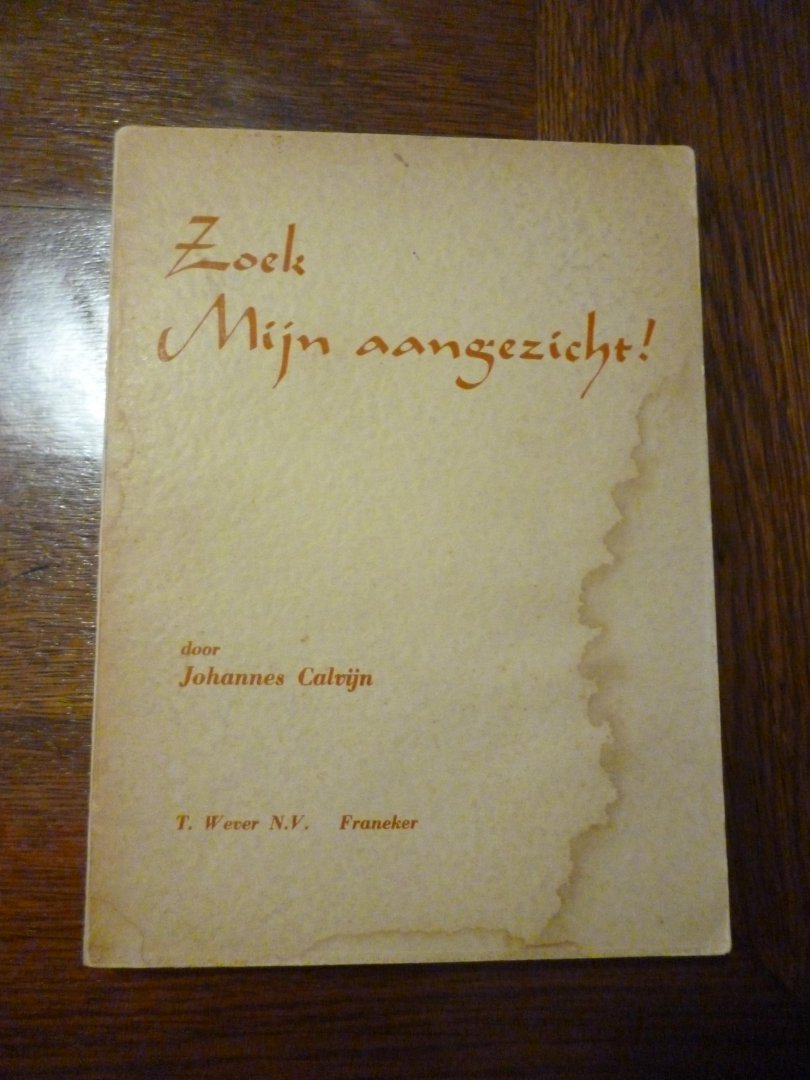 Zoek
Mijn aangezicht!
door
Johannes Calvijn
T. Wever N.V. Franeker